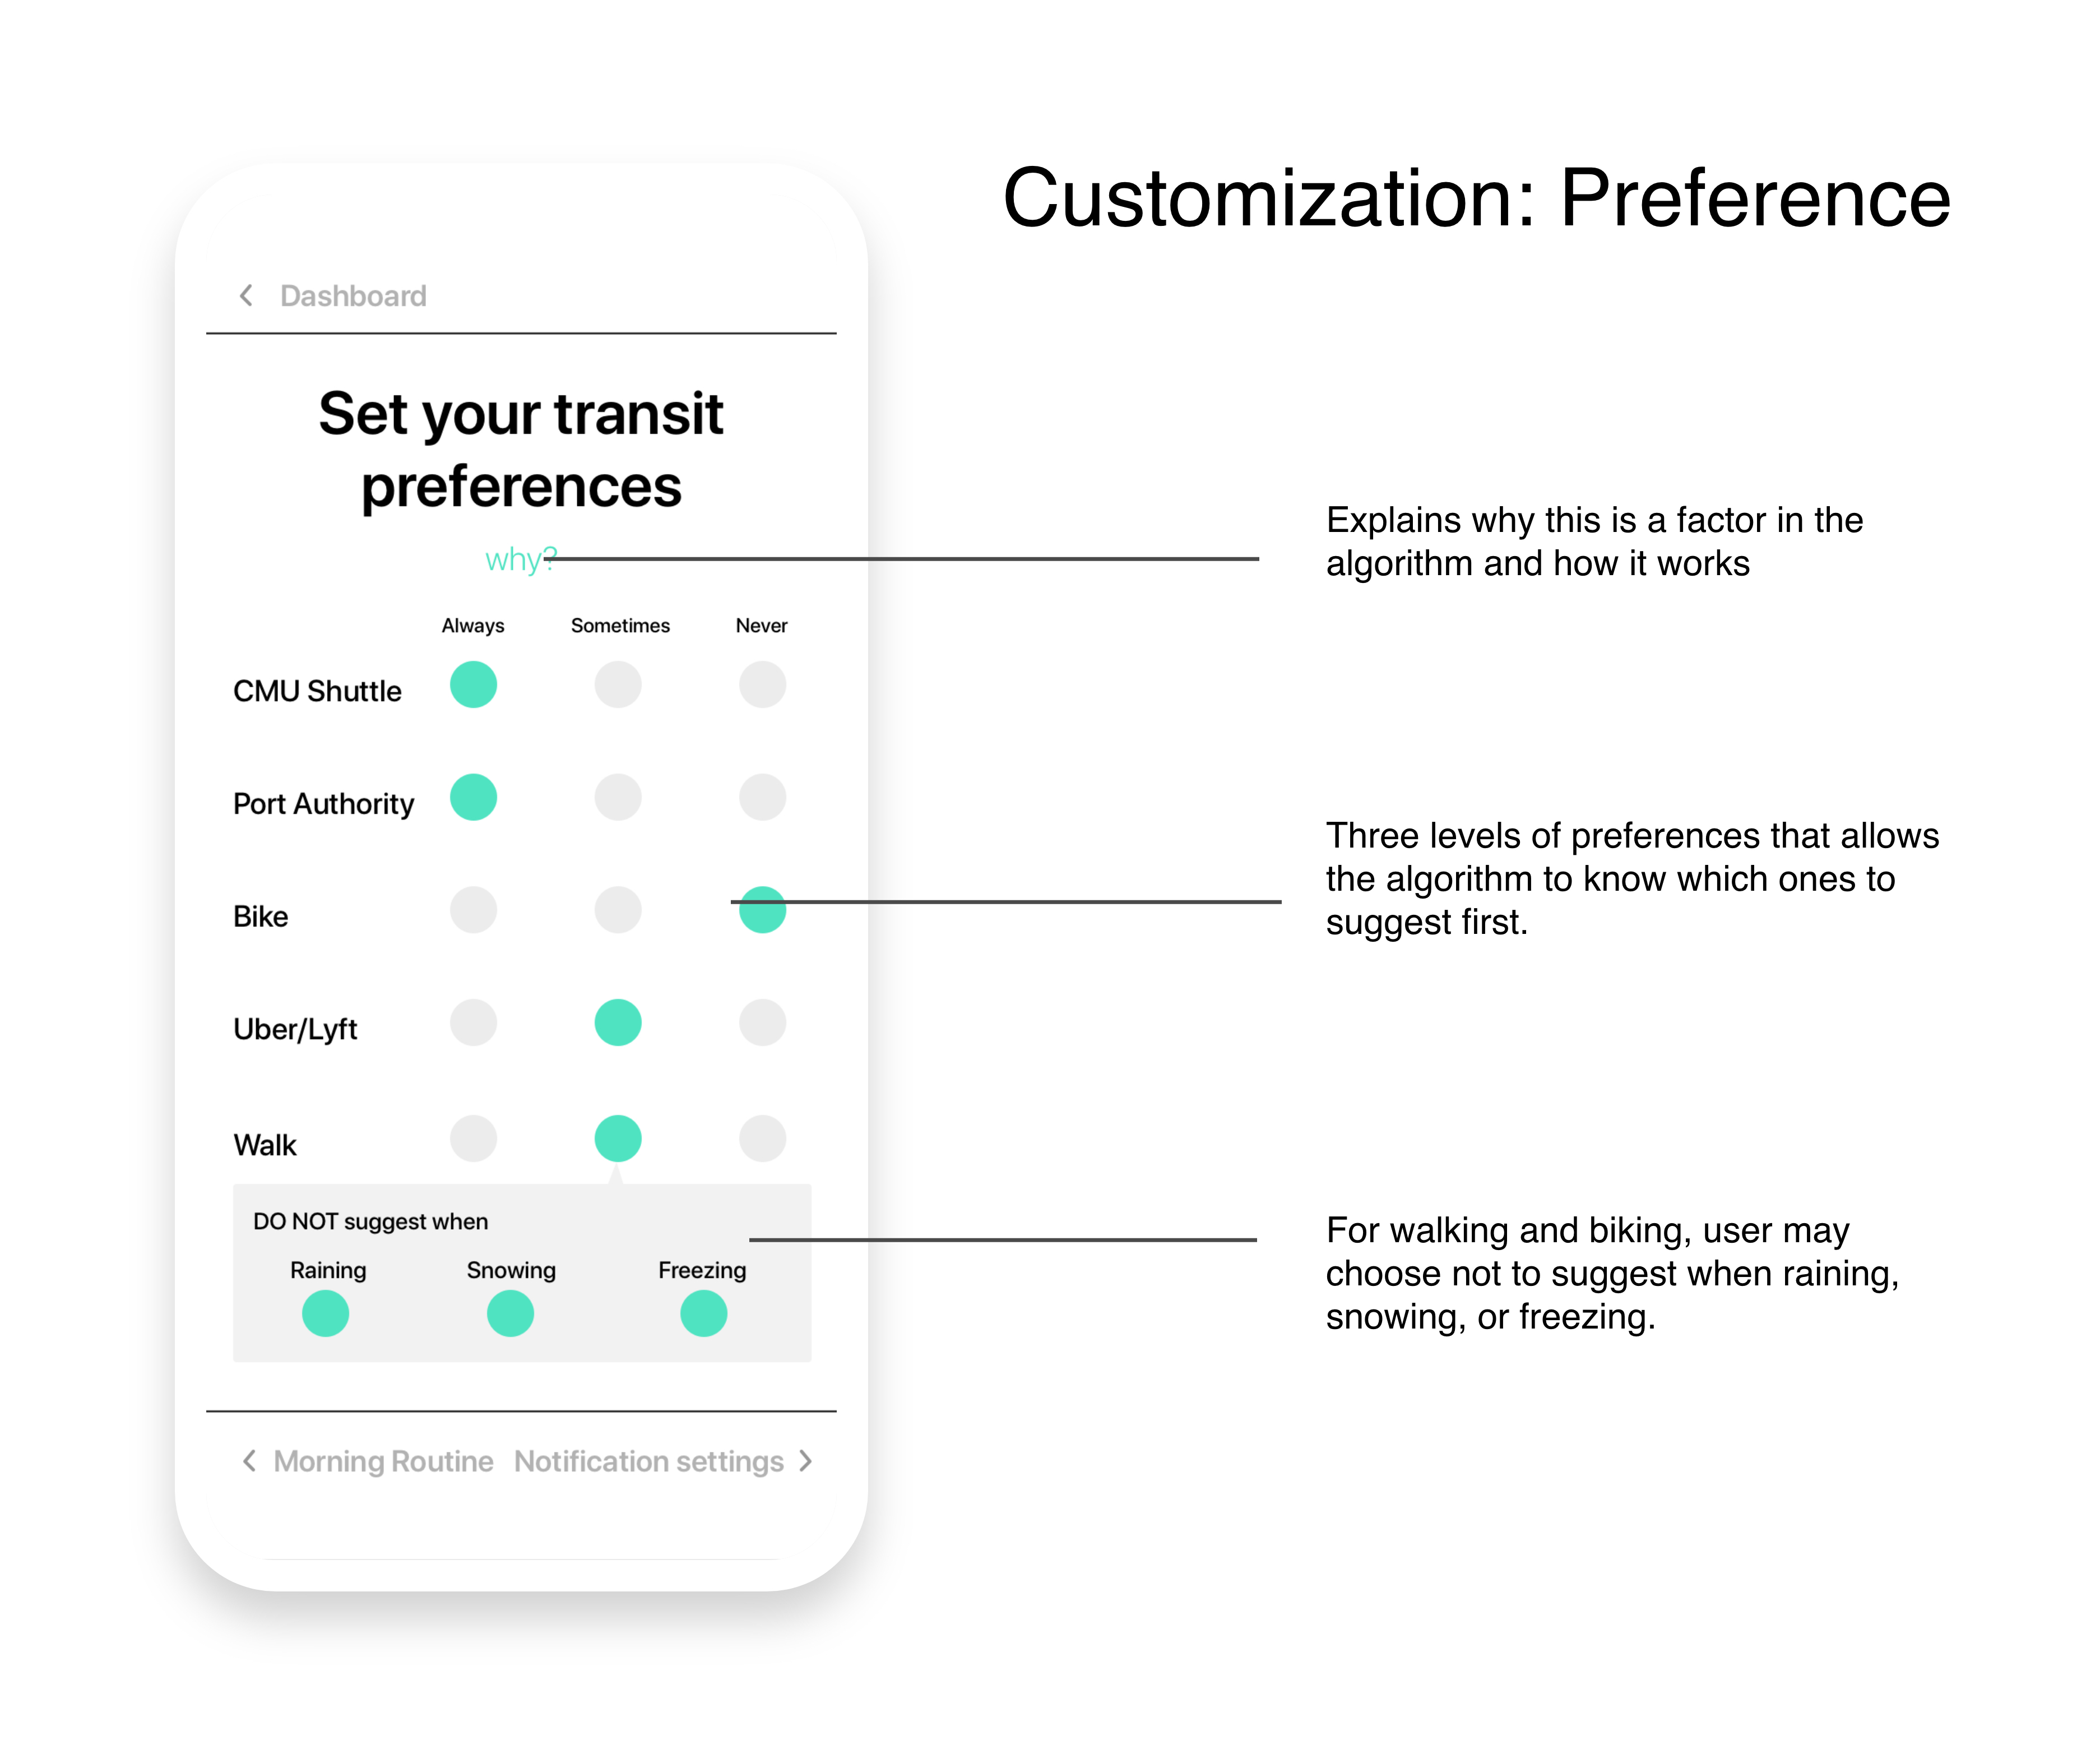 Customization: Preference
Dashboard
Set your transit
preferences
why?
Explains why this is a factor in the
algorithm and how it works
Always Sometimes Never
CMU Shuttle
Port Authority
Three levels of preferences that allows
the algorithm to know which ones to
suggest first.
Bike
Uber/Lyft
Walk
DO NOT suggest when
Raining Snowing Freezing
For walking and biking, user may
choose not to suggest when raining,
snowing, or freezing.
Morning Routine Notification settings